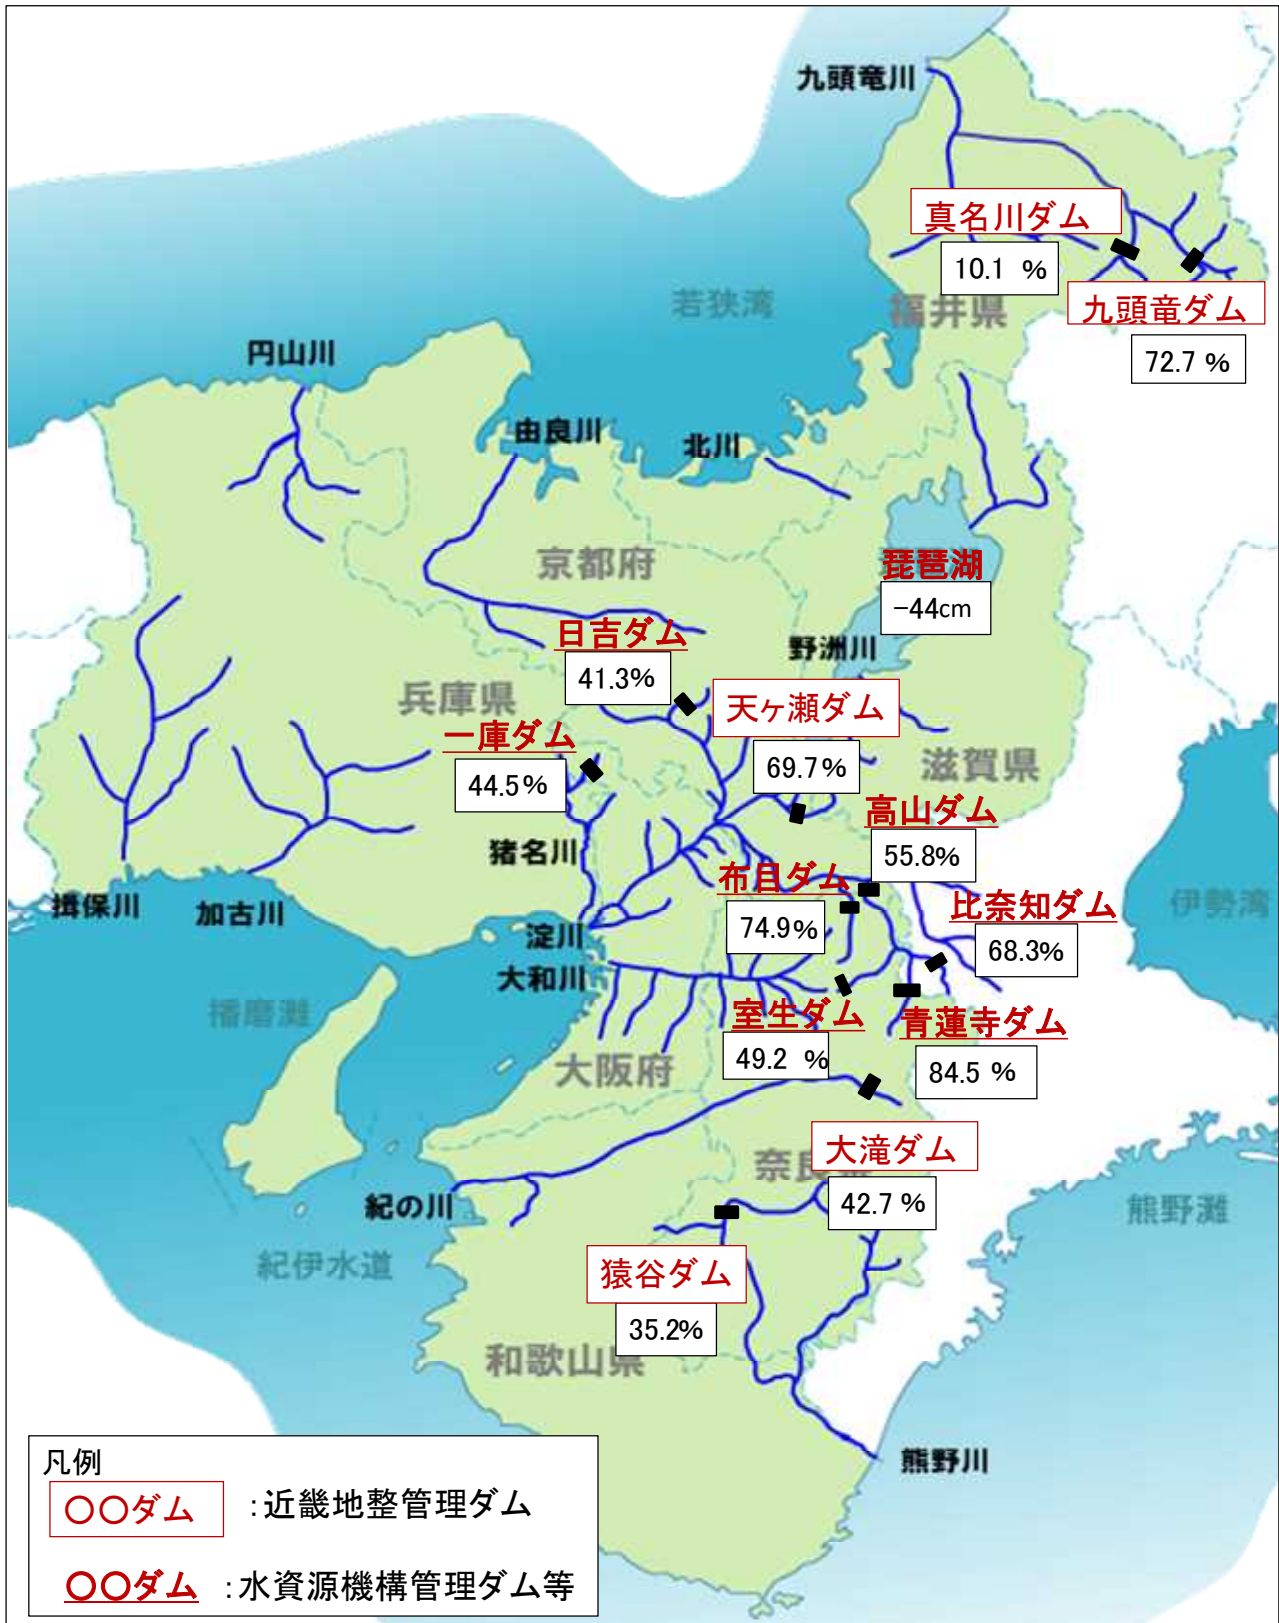 九頭竜川
真名川ダム
10.1 %
九頭竜ダム
72.7 %
若狭湾
福井県
円山川
由良川
北川
京都府
琵琶湖
-44cm
日吉ダム
41.3%
野洲川
兵庫県
天ヶ瀬ダム
69.7%
滋賀県
一庫ダム
44.5%
高山ダム
55.8%
猪名川
布目ダム
74.9%
比奈知ダム
68.3%
伊勢湾
揖保川
加古川
淀川
大和川
播磨灘
室生ダム
49.2 %
青蓮寺ダム
84.5 %
大阪府
大滝ダム
42.7 %
奈良
紀の川
熊野灘
紀伊水道
猿谷ダム
35.2%
和歌山県
熊野川
凡例
〇〇ダム :近畿地整管理ダム
〇〇ダム :水資源機構管理ダム等